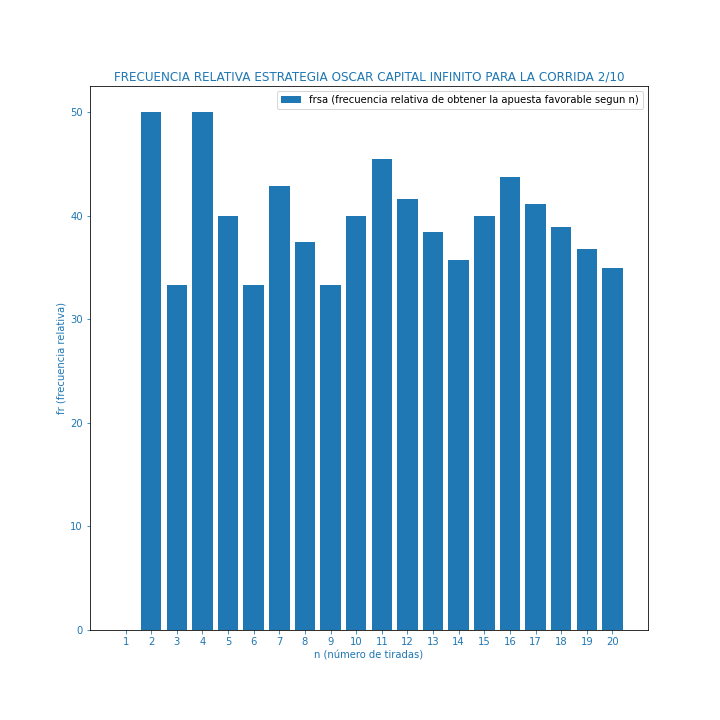 FRECUENCIA RELATIVA ESTRATEGIA OSCAR CAPITAL INFINITO PARA LA CORRIDA 2/10
frsa (frecuencia relativa de obtener la apuesta favorable segun n)
fr (frecuencia relativa)
50
40
30
20
10
0
1 2 3 4 5 6 7 8 9 10 11 12 13 14 15 16 17 18 19 20
n (número de tiradas)